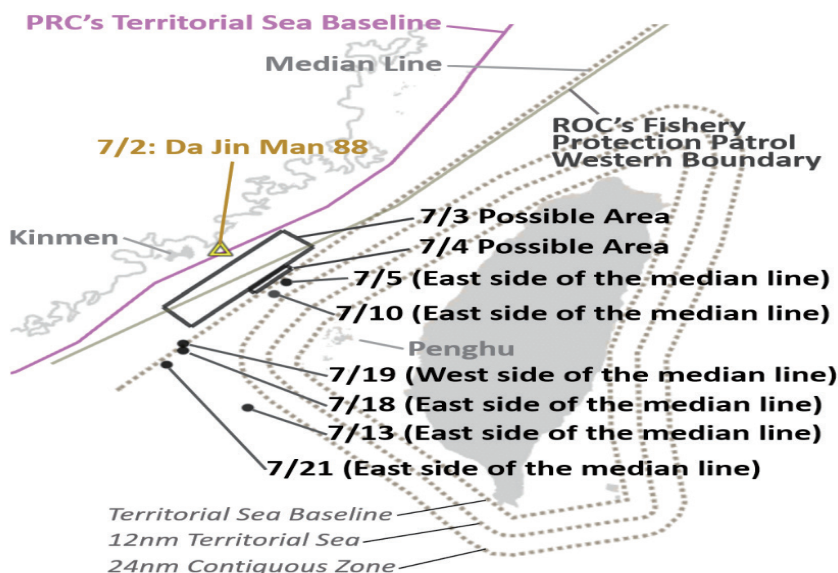 PRC's Territorial Sea Baseline
Median Line
ROC's Fishery
Protection Patrol
Western Boundary
7/2: Da Jin Man 88
7/3 Possible Area
Kinmen
7/4 Possible Area
7/5 (East side of the median line)
7/10 (East side of the median line)
Penghu
7/19 (West side of the median line)
7/18 (East side of the median line)
7/13 (East side of the median line)
7/21 (East side of the median line)
Territorial Sea Baseline
12nm Territorial Sea
24nm Contiguous Zone